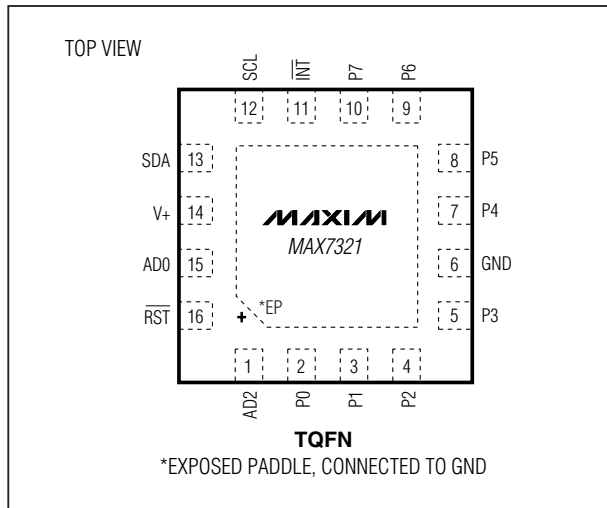 TOP VIEW
SCL I̅N̅T̅ P7 P6
12 11 10 9
SDA 13 8 P5
V+ 14 7 P4
MAXIM
MAX7321
AD0 15 6 GND
R̅S̅T̅ 16 + *EP 5 P3
1 2 3 4
AD2 P0 P1 P2
TQFN
*EXPOSED PADDLE, CONNECTED TO GND